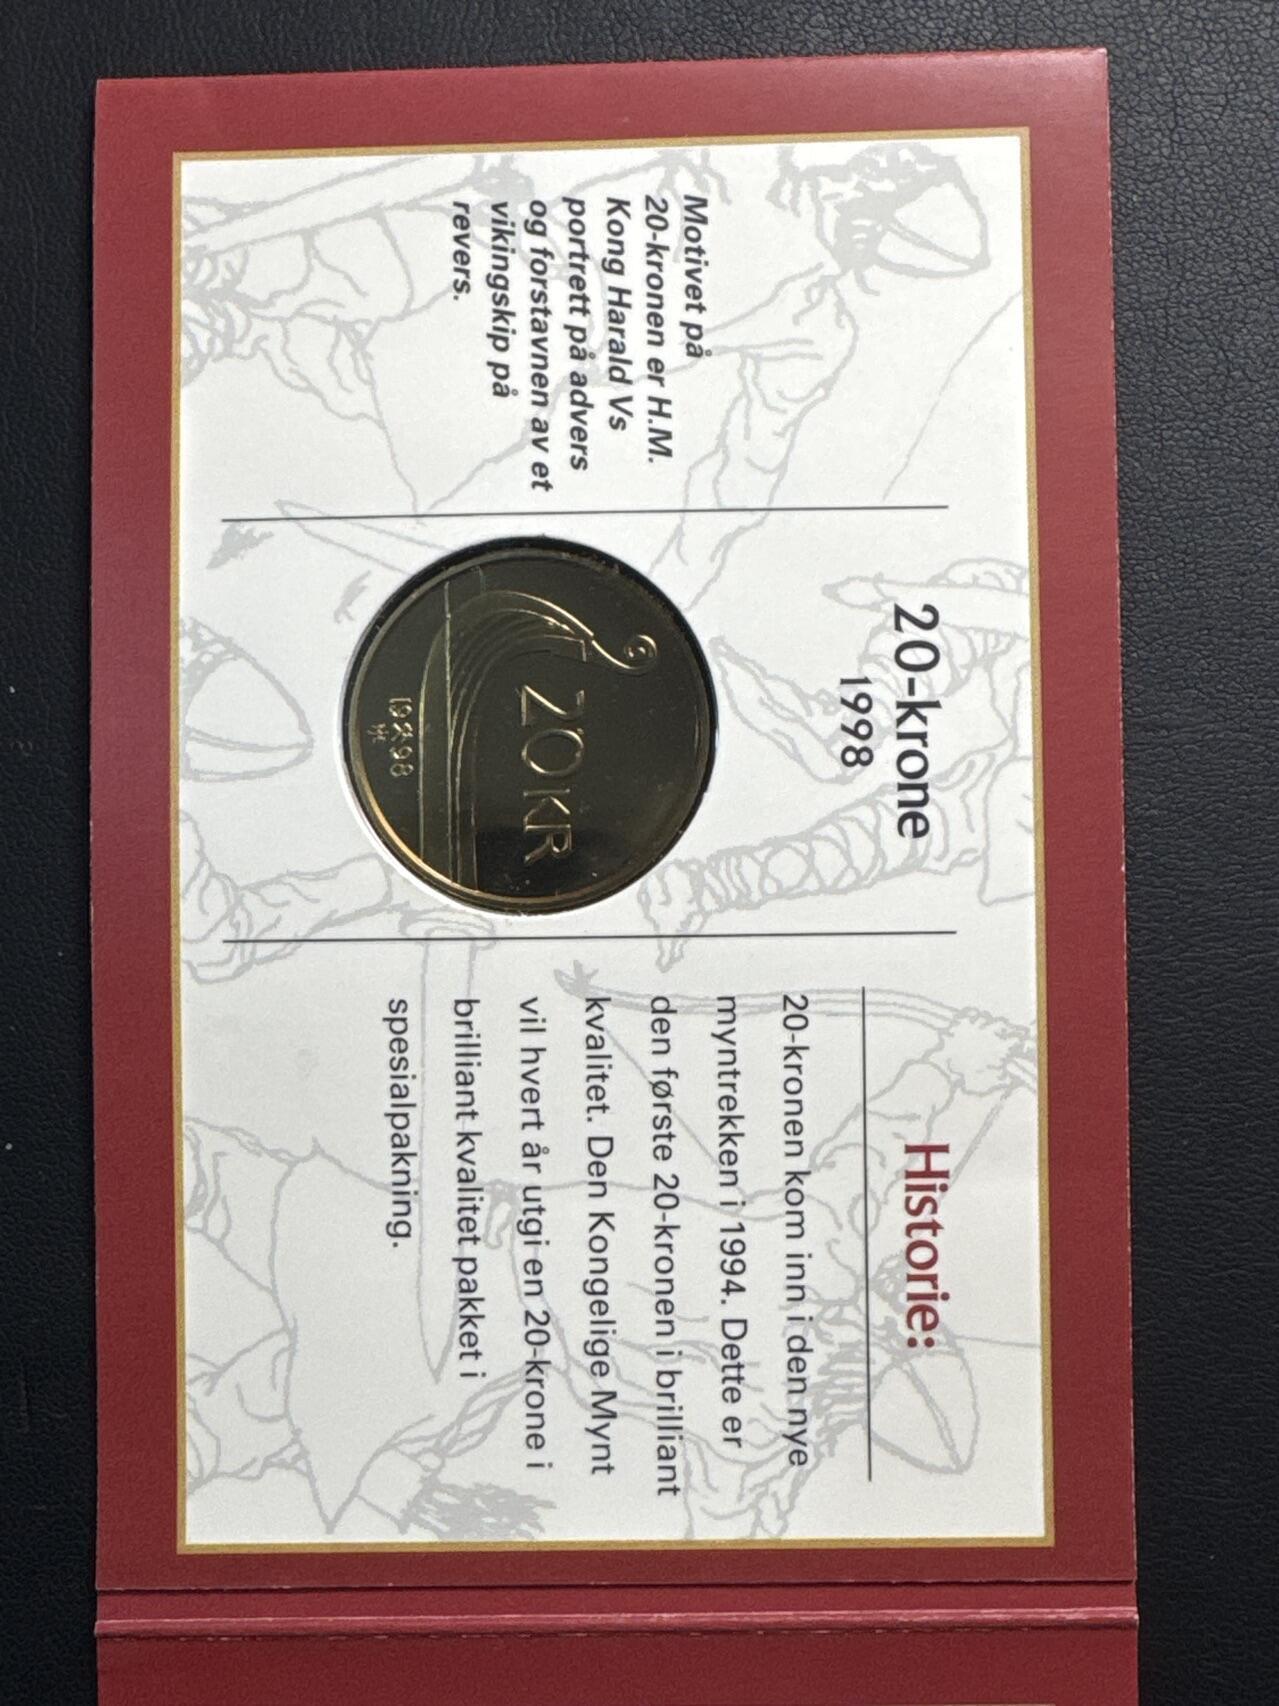 Motivet på
20-kronen er H.M.
Kong Harald Vs
portrett på advers
og forstavnen av et
vikingskip på
revers.
20-krone
1998
20 KR
19 98
Historie:
20-kronen kom inn i den nye
myntrekken i 1994. Dette er
den første 20-kronen i brilliant
kvalitet. Den Kongelige Mynt
vil hvert år utgi en 20-krone i
brilliant kvalitet pakket i
spesialpakning.